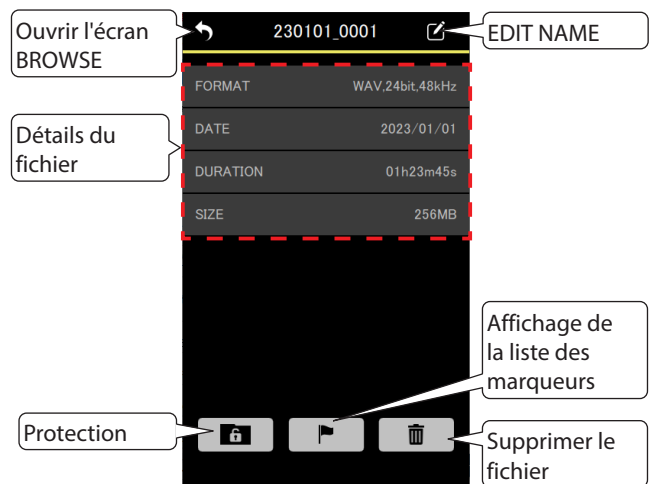 Ouvrir l'écran
BROWSE
230101_0001
EDIT NAME
FORMAT WAV,24bit,48kHz
DATE 2023/01/01
DURATION 01h23m45s
SIZE 256MB
Détails du
fichier
Affichage de
la liste des
marqueurs
Protection
Supprimer le
fichier